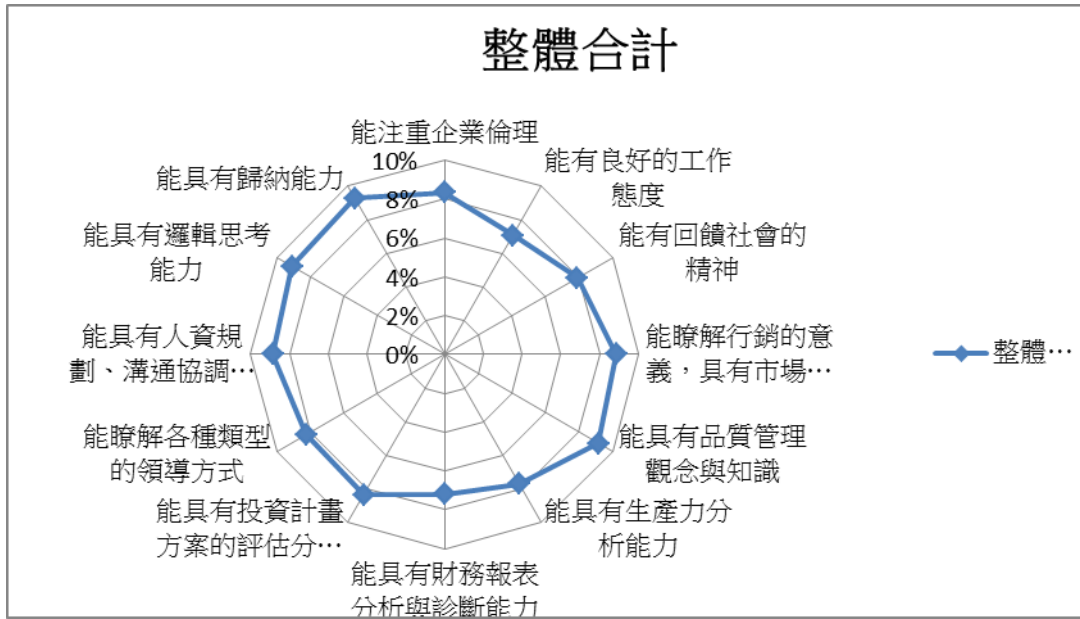 整體合計
能注重企業倫理
能有良好的工作
態度
能有回饋社會的
精神
能瞭解行銷的意
義，具有市場…
能具有品質管理
觀念與知識
能具有生產力分
析能力
能具有財務報表
分析與診斷能力
能具有投資計畫
方案的評估分…
能瞭解各種類型
的領導方式
能具有人資規
劃、溝通協調…
能具有邏輯思考
能力
能具有歸納能力
10%
8%
6%
4%
2%
0%
整體…